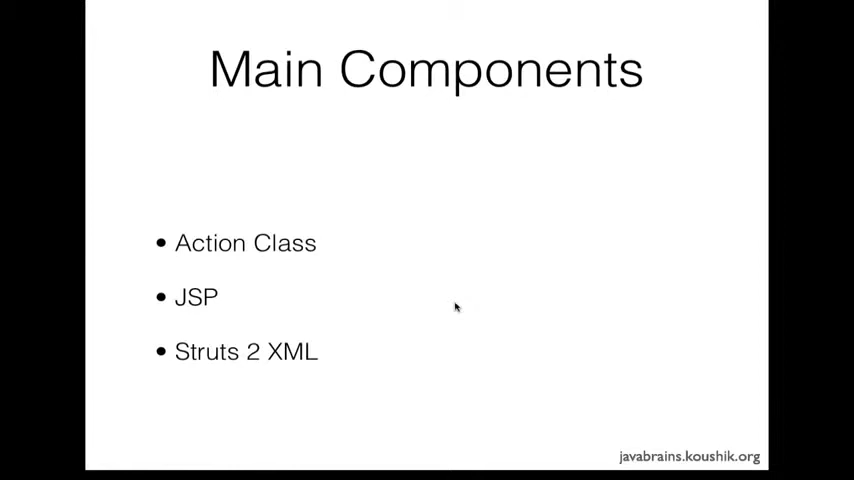 Main Components
• Action Class
• JSP
• Struts 2 XML
javabrains.koushik.org